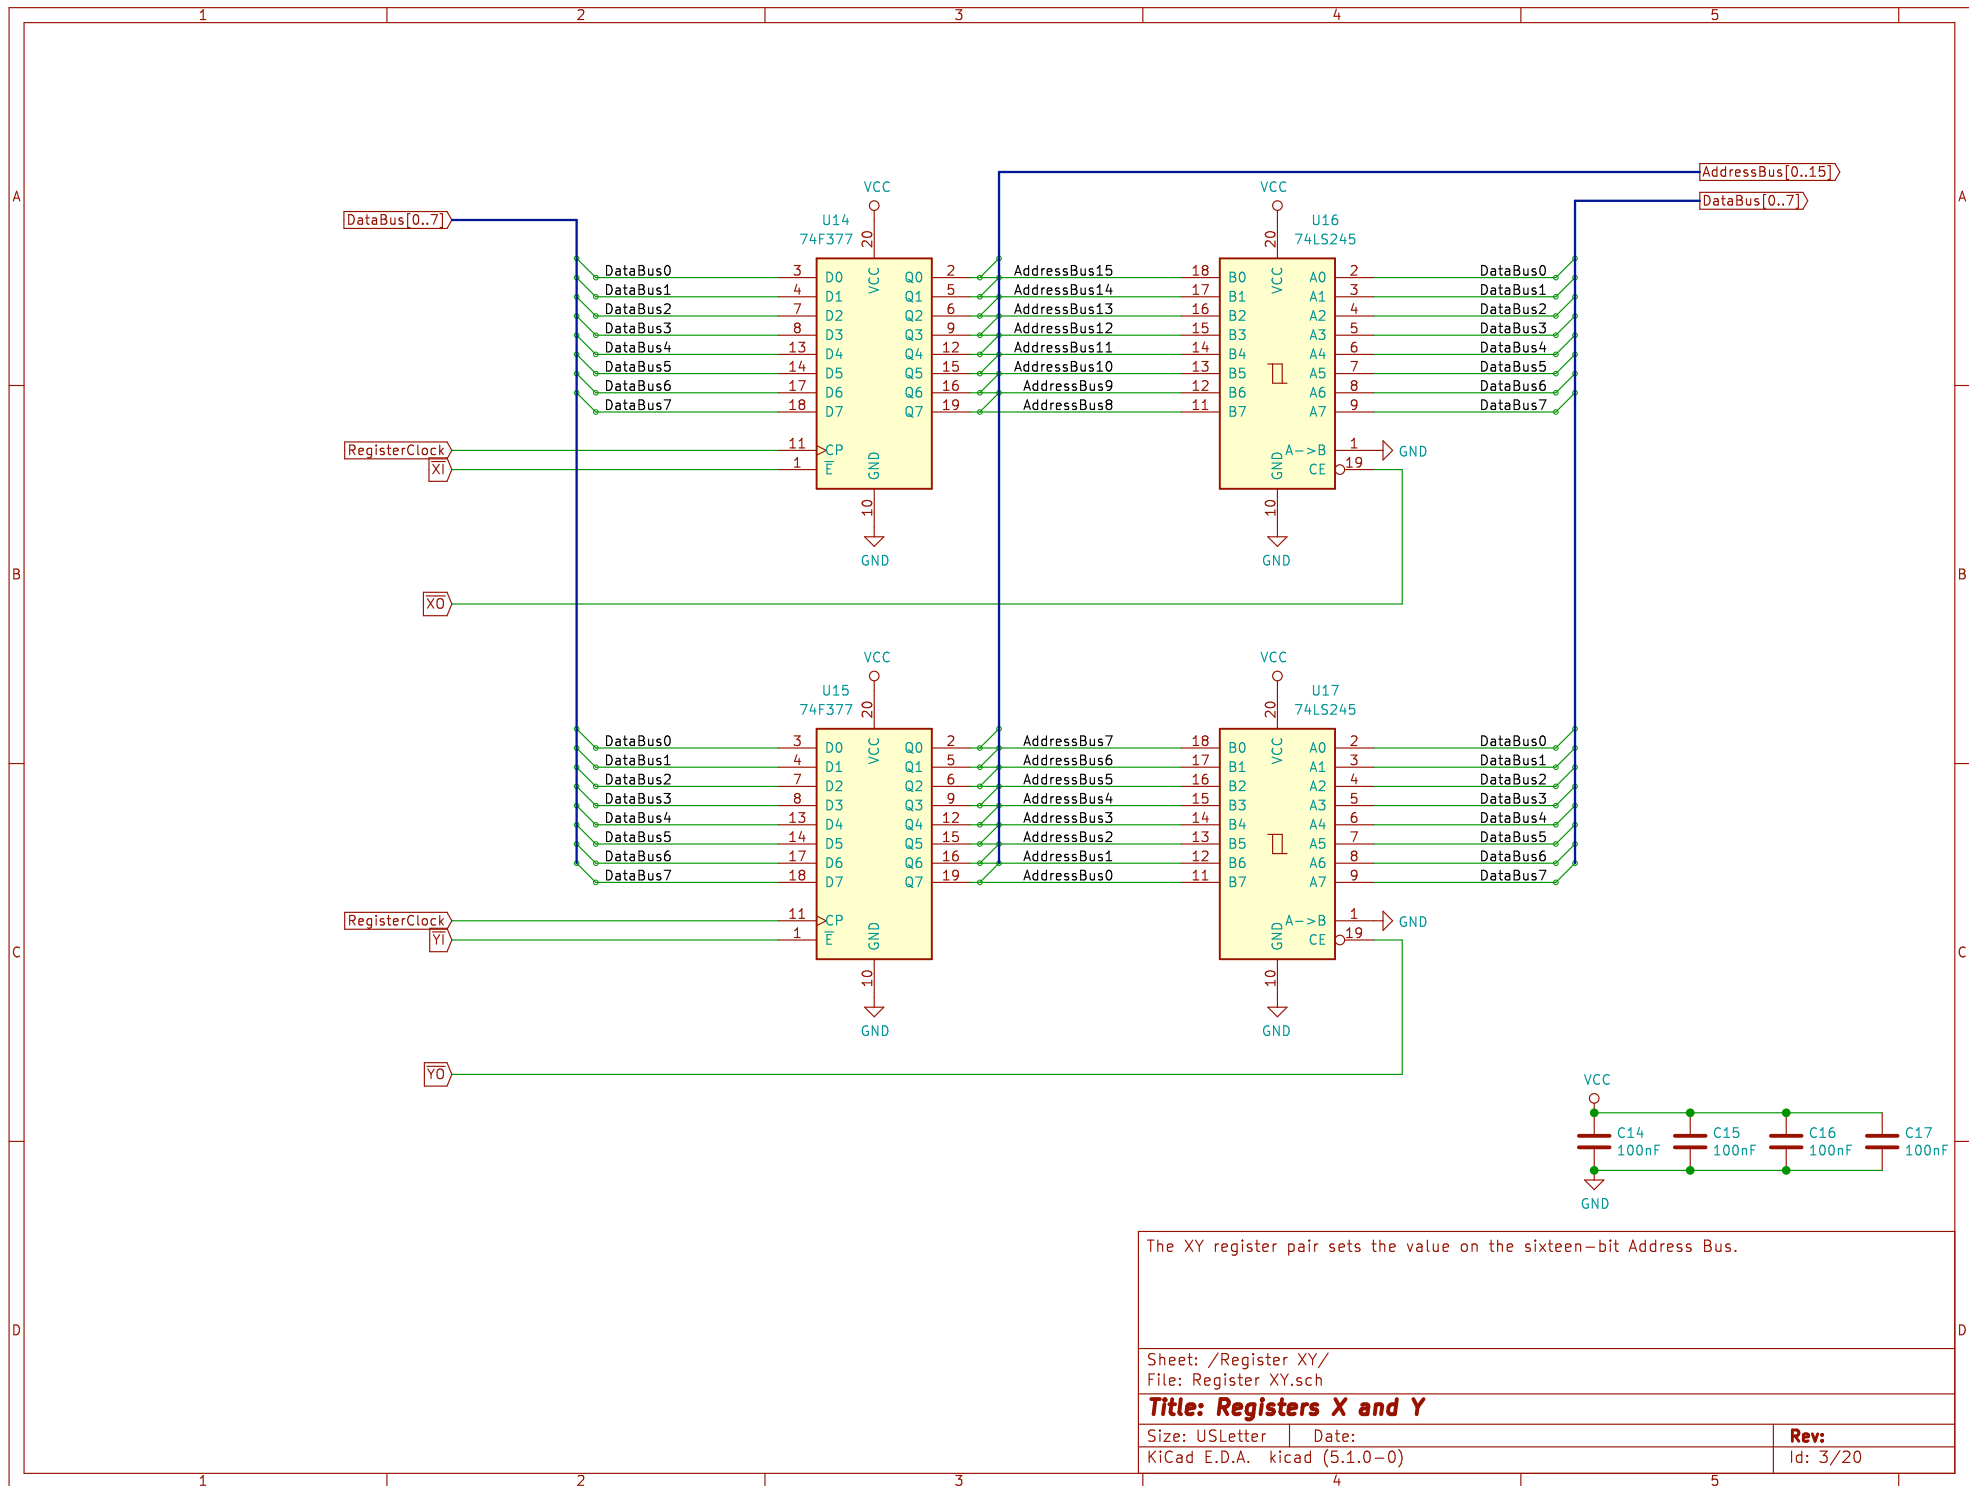 1 2 3 4 5
A A
AddressBus[0..15]
DataBus[0..7]
DataBus[0..7]
VCC VCC
U14 U16
74F377 74LS245
20 20
VCC VCC
DataBus0 3 D0 Q0 2 AddressBus15 18 B0 A0 2 DataBus0
DataBus1 4 D1 Q1 5 AddressBus14 17 B1 A1 3 DataBus1
DataBus2 7 D2 Q2 6 AddressBus13 16 B2 A2 4 DataBus2
DataBus3 8 D3 Q3 9 AddressBus12 15 B3 A3 5 DataBus3
DataBus4 13 D4 Q4 12 AddressBus11 14 B4 A4 6 DataBus4
DataBus5 14 D5 Q5 15 AddressBus10 13 B5 A5 7 DataBus5
DataBus6 17 D6 Q6 16 AddressBus9 12 B6 A6 8 DataBus6
DataBus7 18 D7 Q7 19 AddressBus8 11 B7 A7 9 DataBus7
RegisterClock 11 CP A->B 1 GND
X̅I̅ 1 E̅ GND GND CE 19
10 10
GND GND
B B
X̅O̅
VCC VCC
U15 U17
74F377 74LS245
20 20
VCC VCC
DataBus0 3 D0 Q0 2 AddressBus7 18 B0 A0 2 DataBus0
DataBus1 4 D1 Q1 5 AddressBus6 17 B1 A1 3 DataBus1
DataBus2 7 D2 Q2 6 AddressBus5 16 B2 A2 4 DataBus2
DataBus3 8 D3 Q3 9 AddressBus4 15 B3 A3 5 DataBus3
DataBus4 13 D4 Q4 12 AddressBus3 14 B4 A4 6 DataBus4
DataBus5 14 D5 Q5 15 AddressBus2 13 B5 A5 7 DataBus5
DataBus6 17 D6 Q6 16 AddressBus1 12 B6 A6 8 DataBus6
DataBus7 18 D7 Q7 19 AddressBus0 11 B7 A7 9 DataBus7
RegisterClock 11 CP A->B 1 GND
Y̅I̅ 1 E̅ GND GND CE 19
C C
10 10
GND GND
Y̅O̅
VCC
C14 C15 C16 C17
100nF 100nF 100nF 100nF
GND
The XY register pair sets the value on the sixteen-bit Address Bus.
D D
Sheet: /Register XY/
File: Register XY.sch
Title: Registers X and Y
Size: USLetter Date: Rev:
KiCad E.D.A. kicad (5.1.0-0) Id: 3/20
1 2 3 4 5